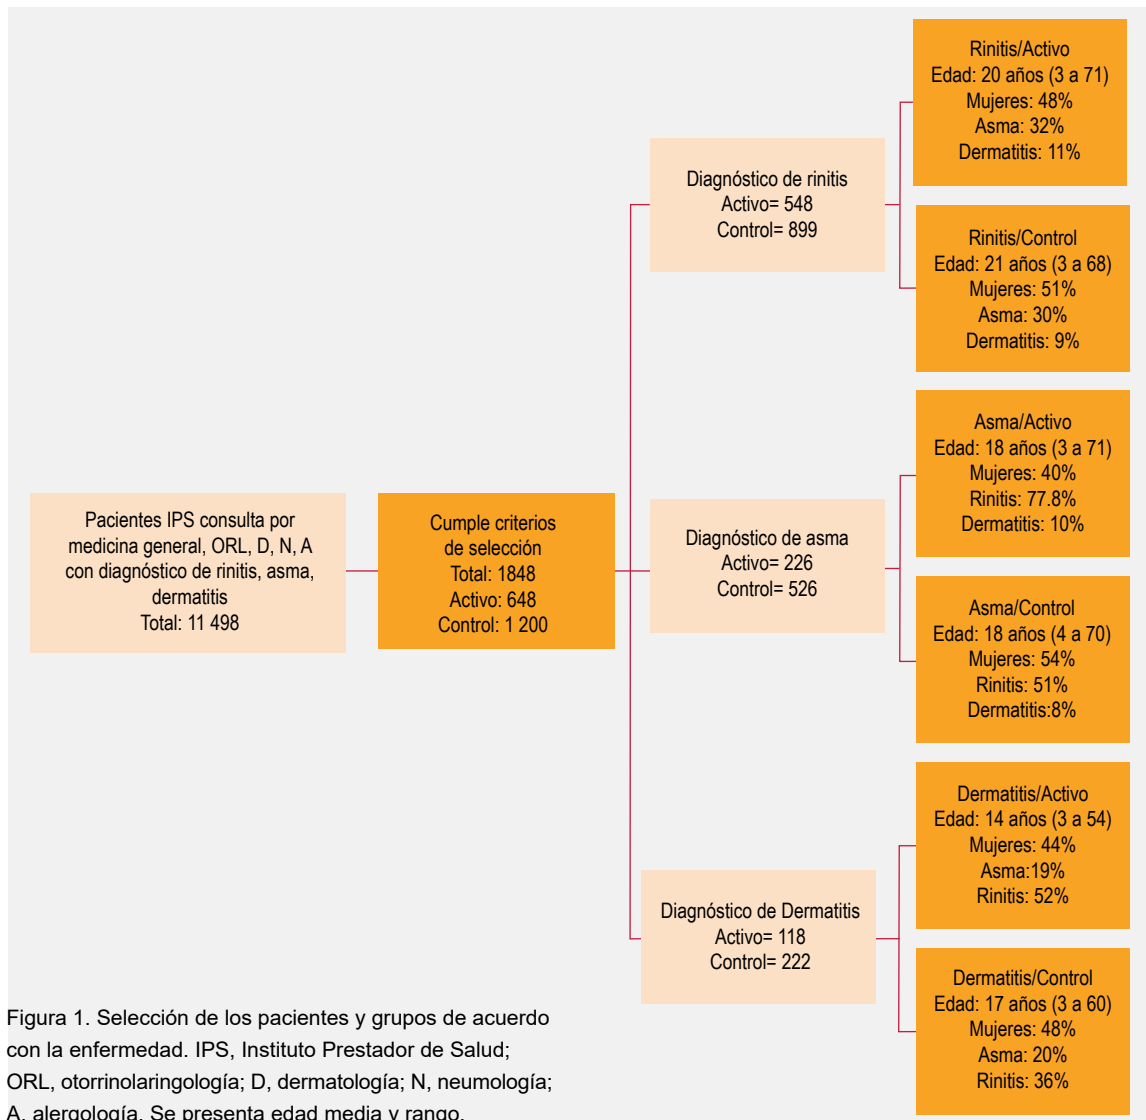 Pacientes IPS consulta por
medicina general, ORL, D, N, A
con diagnóstico de rinitis, asma,
dermatitis
Total: 11 498
Cumple criterios
de selección
Total: 1848
Activo: 648
Control: 1 200
Diagnóstico de rinitis
Activo= 548
Control= 899
Rinitis/Activo
Edad: 20 años (3 a 71)
Mujeres: 48%
Asma: 32%
Dermatitis: 11%
Rinitis/Control
Edad: 21 años (3 a 68)
Mujeres: 51%
Asma: 30%
Dermatitis: 9%
Diagnóstico de asma
Activo= 226
Control= 526
Asma/Activo
Edad: 18 años (3 a 71)
Mujeres: 40%
Rinitis: 77.8%
Dermatitis: 10%
Asma/Control
Edad: 18 años (4 a 70)
Mujeres: 54%
Rinitis: 51%
Dermatitis:8%
Diagnóstico de Dermatitis
Activo= 118
Control= 222
Dermatitis/Activo
Edad: 14 años (3 a 54)
Mujeres: 44%
Asma:19%
Rinitis: 52%
Dermatitis/Control
Edad: 17 años (3 a 60)
Mujeres: 48%
Asma: 20%
Rinitis: 36%
Figura 1. Selección de los pacientes y grupos de acuerdo
con la enfermedad. IPS, Instituto Prestador de Salud;
ORL, otorrinolaringología; D, dermatología; N, neumología;
A, alergología. Se presenta edad media y rango.